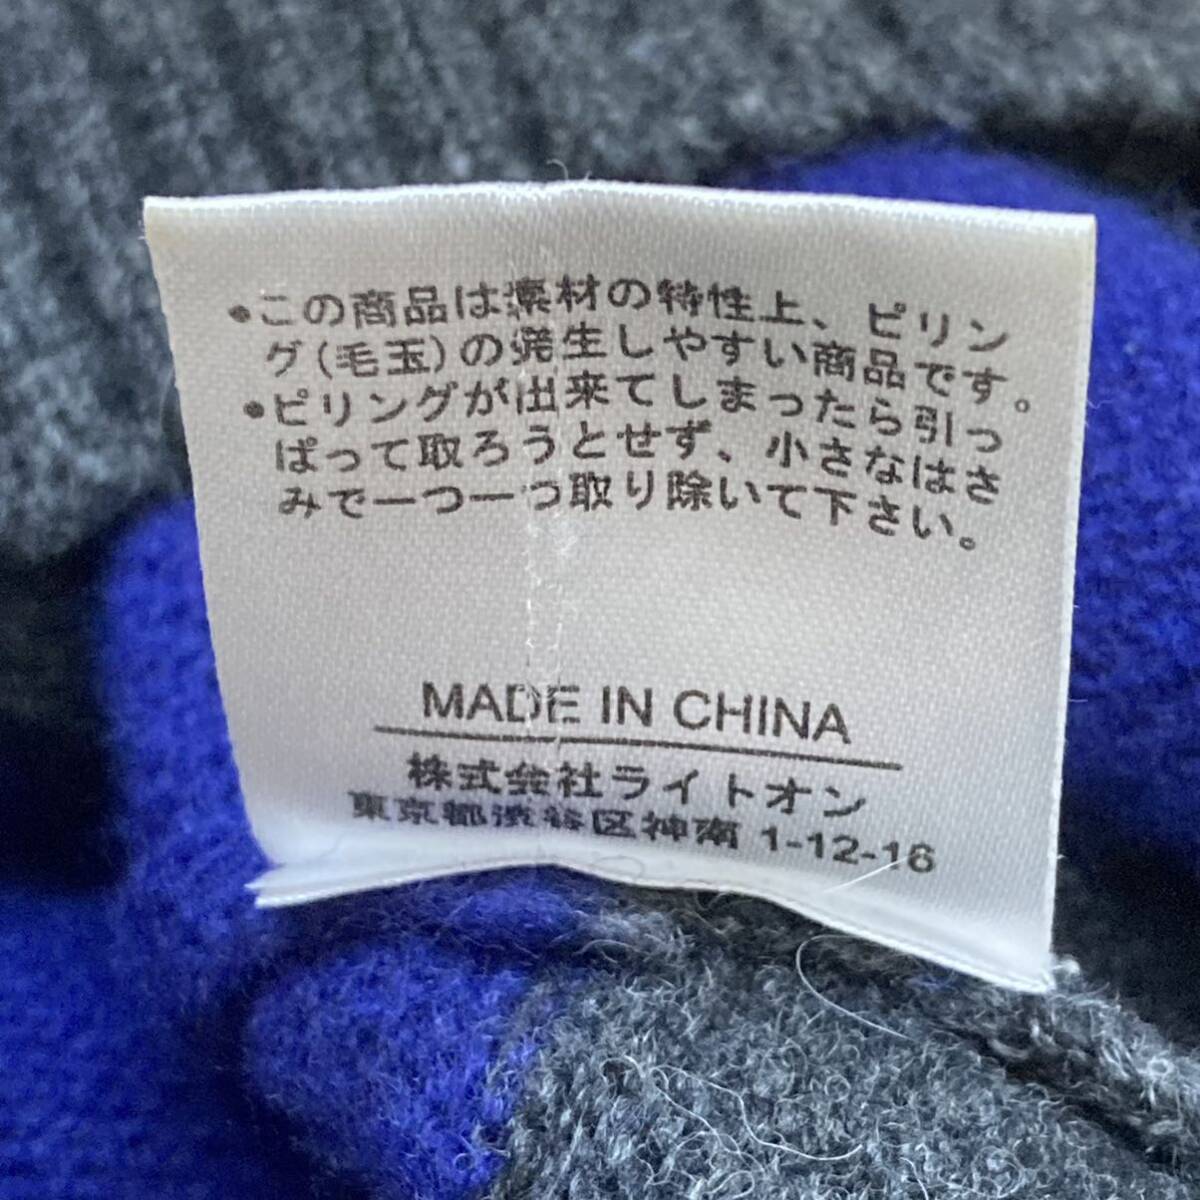 •この商品は素材の特性上、ピリン
グ(毛玉)の発生しやすい商品です。
•ピリングが出来てしまったら引っ
ぱって取ろうとせず、小さなはさ
みで一つ一つ取り除いて下さい。
MADE IN CHINA
株式会社ライトオン
東京都渋谷区神南 1-12-16